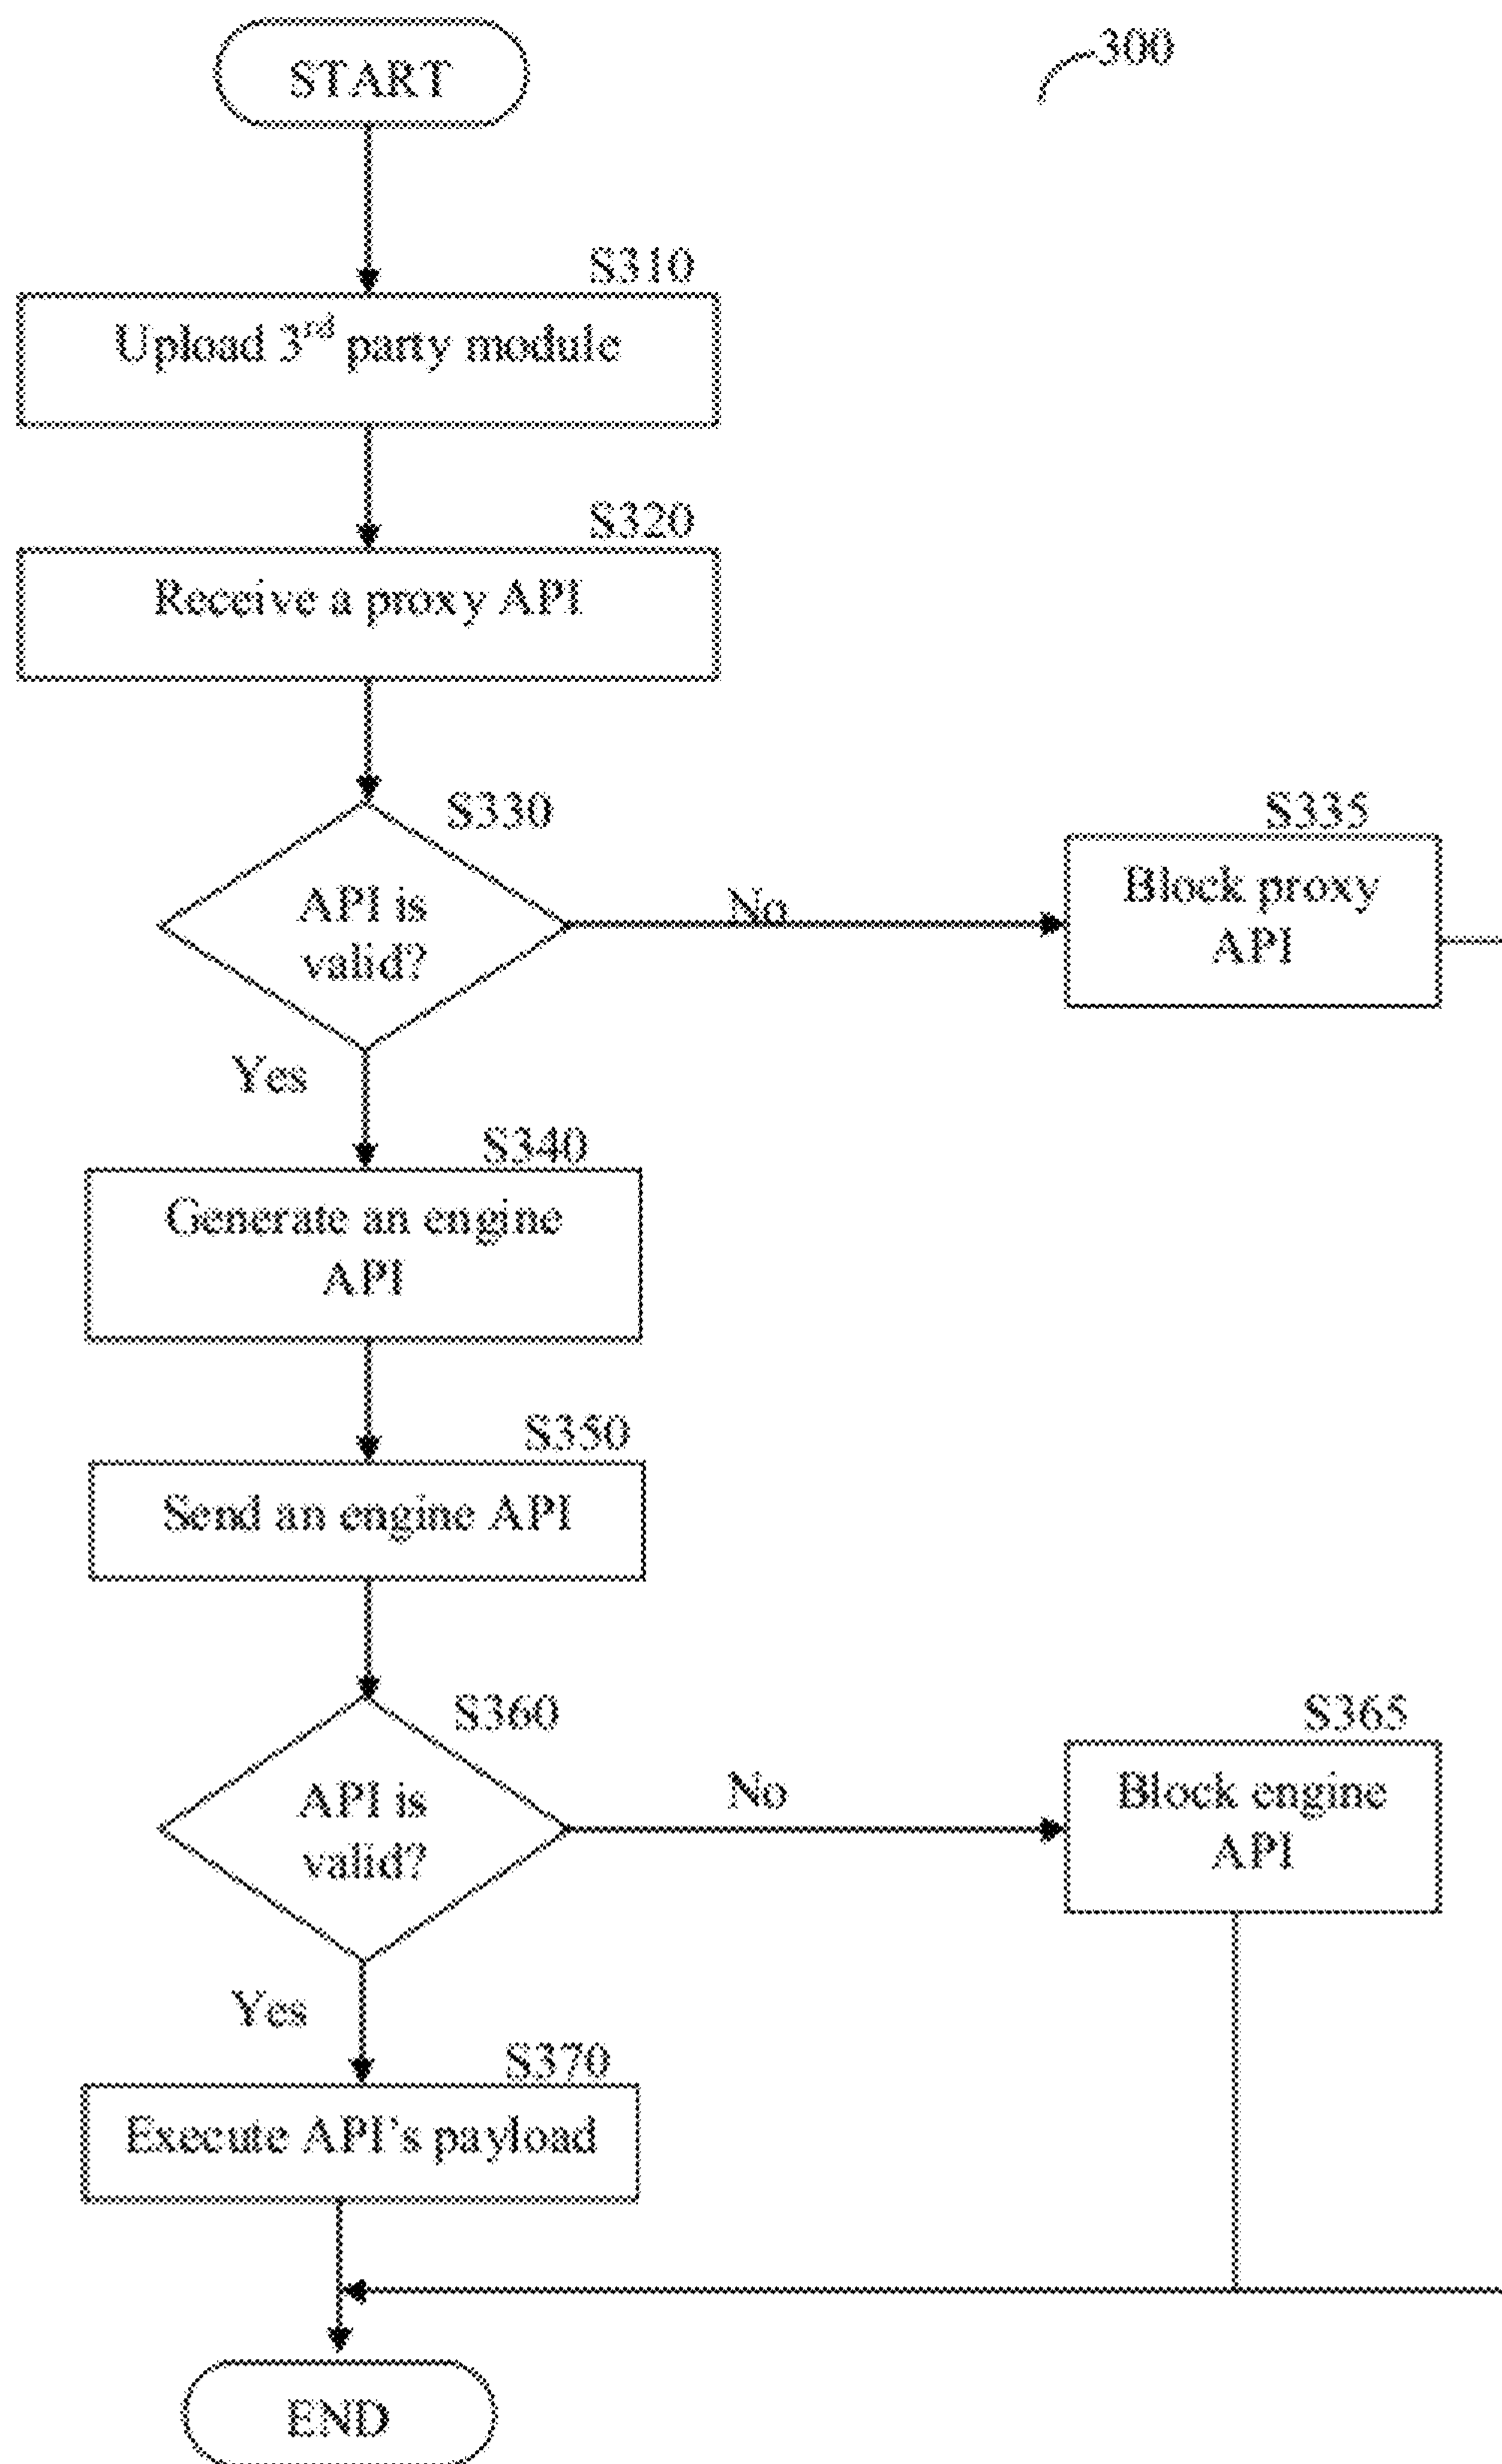 START
300
S310
Upload 3rd party module
S320
Receive a proxy API
S330
API is
valid?
No
S335
Block proxy
API
Yes
S340
Generate an engine
API
S350
Send an engine API
S360
API is
valid?
No
S365
Block engine
API
Yes
S370
Execute API's payload
END